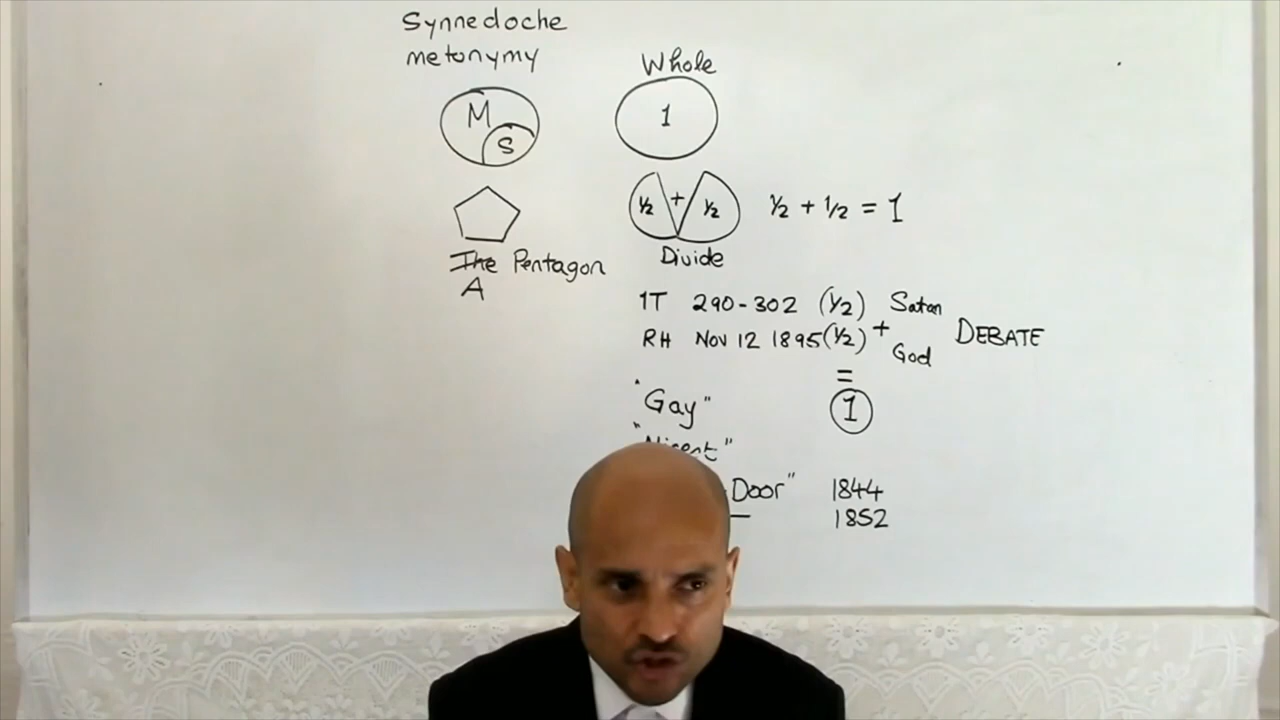 Synnedoche
metonymy
M
S
The Pentagon
A
Whole
1
½ + ½
½ + ½ = 1
Divide
1T 290-302 (½) Satan
RH Nov 12 1895 (½) + God
DEBATE
=
1
"Gay"
Door" 1844
1852